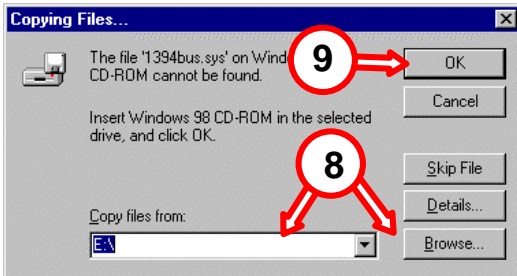 Copying Files...
The file '1394bus.sys' on Wind
CD-ROM cannot be found.
Insert Windows 98 CD-ROM in the selected
drive, and click OK.
Copy files from:
E:\
OK
Cancel
Skip File
Details...
Browse...
9
8